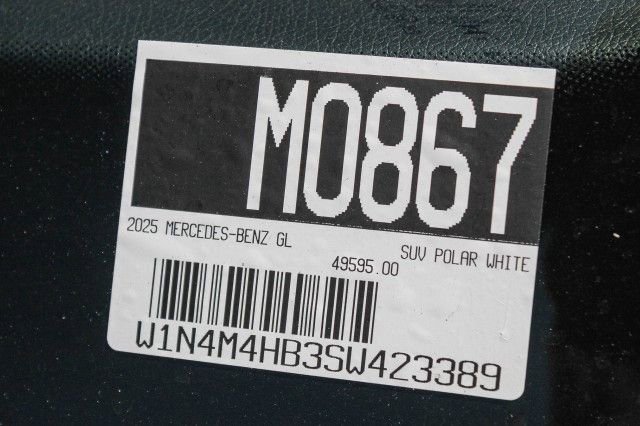 M0867
2025 MERCEDES-BENZ GL SUV POLAR WHITE
49595.00
W1N4M4HB3SW423389